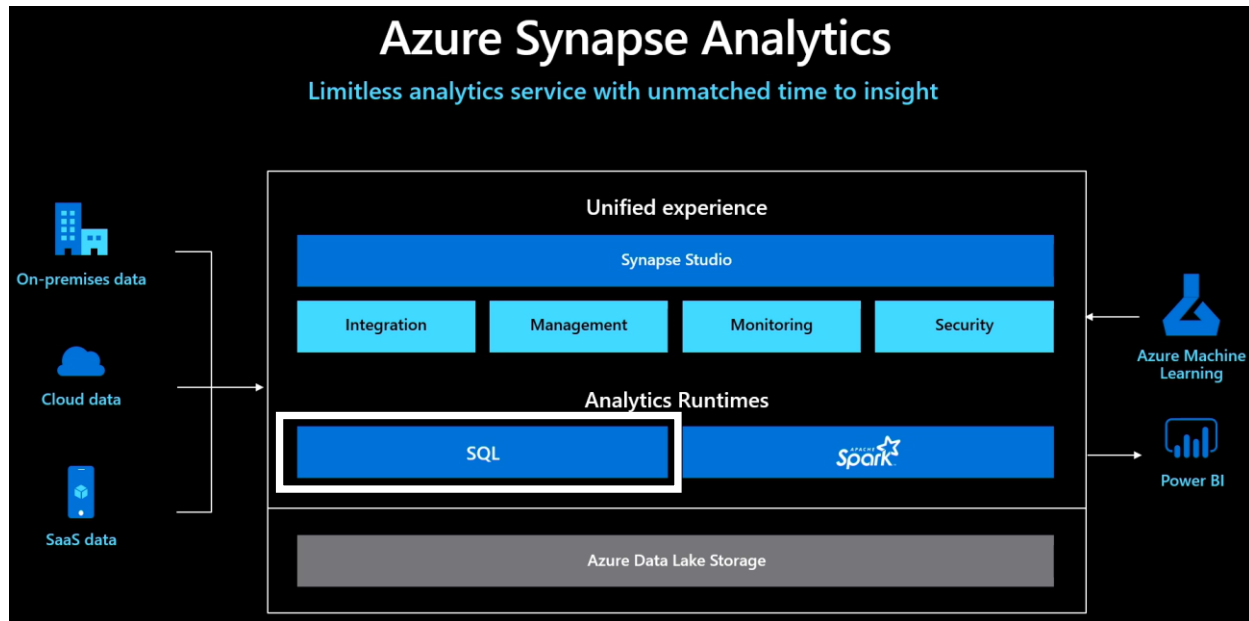 Azure Synapse Analytics
Limitless analytics service with unmatched time to insight
On-premises data
Cloud data
SaaS data
Unified experience
Synapse Studio
Integration
Management
Monitoring
Security
Analytics Runtimes
SQL
APACHE
Spark
Azure Data Lake Storage
Azure Machine
Learning
Power BI